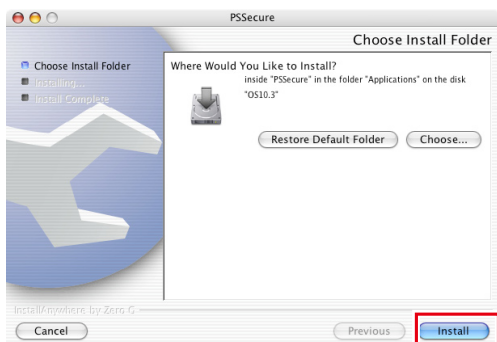 PSSecure
Choose Install Folder
Choose Install Folder
Installing...
Install Complete
Where Would You Like to Install?
inside "PSSecure" in the folder "Applications" on the disk
"OS10.3"
Restore Default Folder
Choose...
InstallAnywhere by Zero G
Cancel
Previous
Install